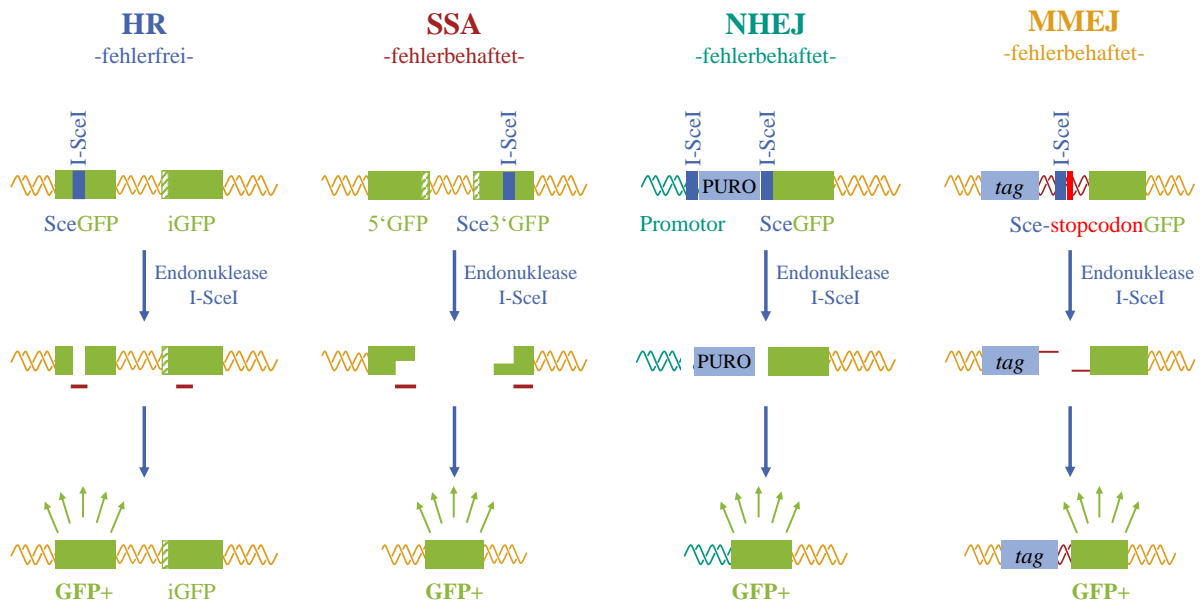 HR
-fehlerfrei-
SSA
-fehlerbehaftet-
NHEJ
-fehlerbehaftet-
MMEJ
-fehlerbehaftet-
I-SceI
I-SceI
I-SceI
I-SceI
I-SceI
PURO
tag
SceGFP
iGFP
5‘GFP
Sce3‘GFP
Promotor
SceGFP
Sce-stopcodonGFP
Endonuklease
I-SceI
Endonuklease
I-SceI
Endonuklease
I-SceI
Endonuklease
I-SceI
PURO
tag
tag
GFP+
iGFP
GFP+
GFP+
GFP+